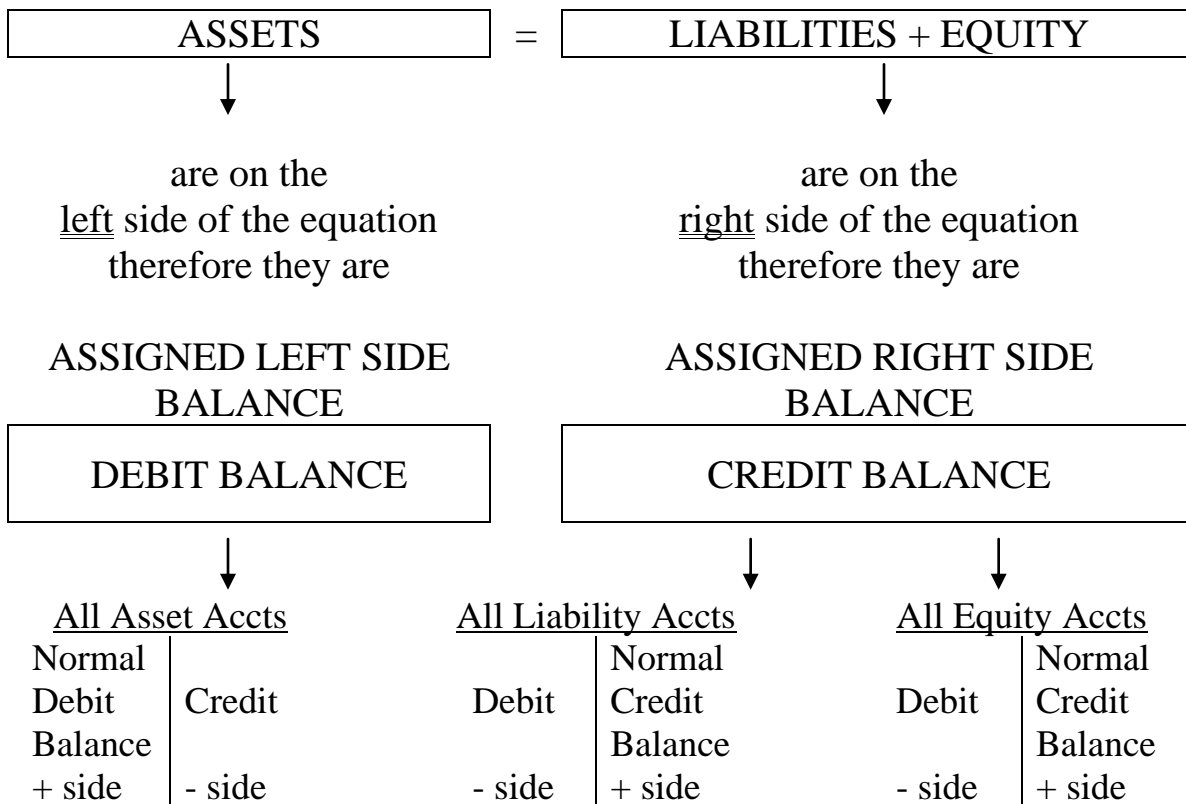 ASSETS = LIABILITIES + EQUITY
are on the are on the
left side of the equation right side of the equation
therefore they are therefore they are
ASSIGNED LEFT SIDE ASSIGNED RIGHT SIDE
BALANCE BALANCE
DEBIT BALANCE CREDIT BALANCE
All Asset Accts All Liability Accts All Equity Accts
Normal Normal Normal
Debit Credit Debit Credit Debit Credit
Balance Balance Balance
+ side - side - side + side - side + side